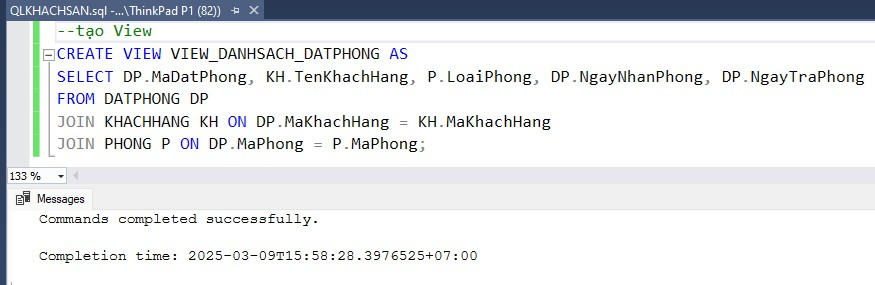 QLKHACHSAN.sql -...\ThinkPad P1 (82))
--tạo View
CREATE VIEW VIEW_DANHSACH_DATPHONG AS
SELECT DP.MaDatPhong, KH.TenKhachHang, P.LoaiPhong, DP.NgayNhanPhong, DP.NgayTraPhong
FROM DATPHONG DP
JOIN KHACHHANG KH ON DP.MaKhachHang = KH.MaKhachHang
JOIN PHONG P ON DP.MaPhong = P.MaPhong;
133 %
Messages
Commands completed successfully.
Completion time: 2025-03-09T15:58:28.3976525+07:00